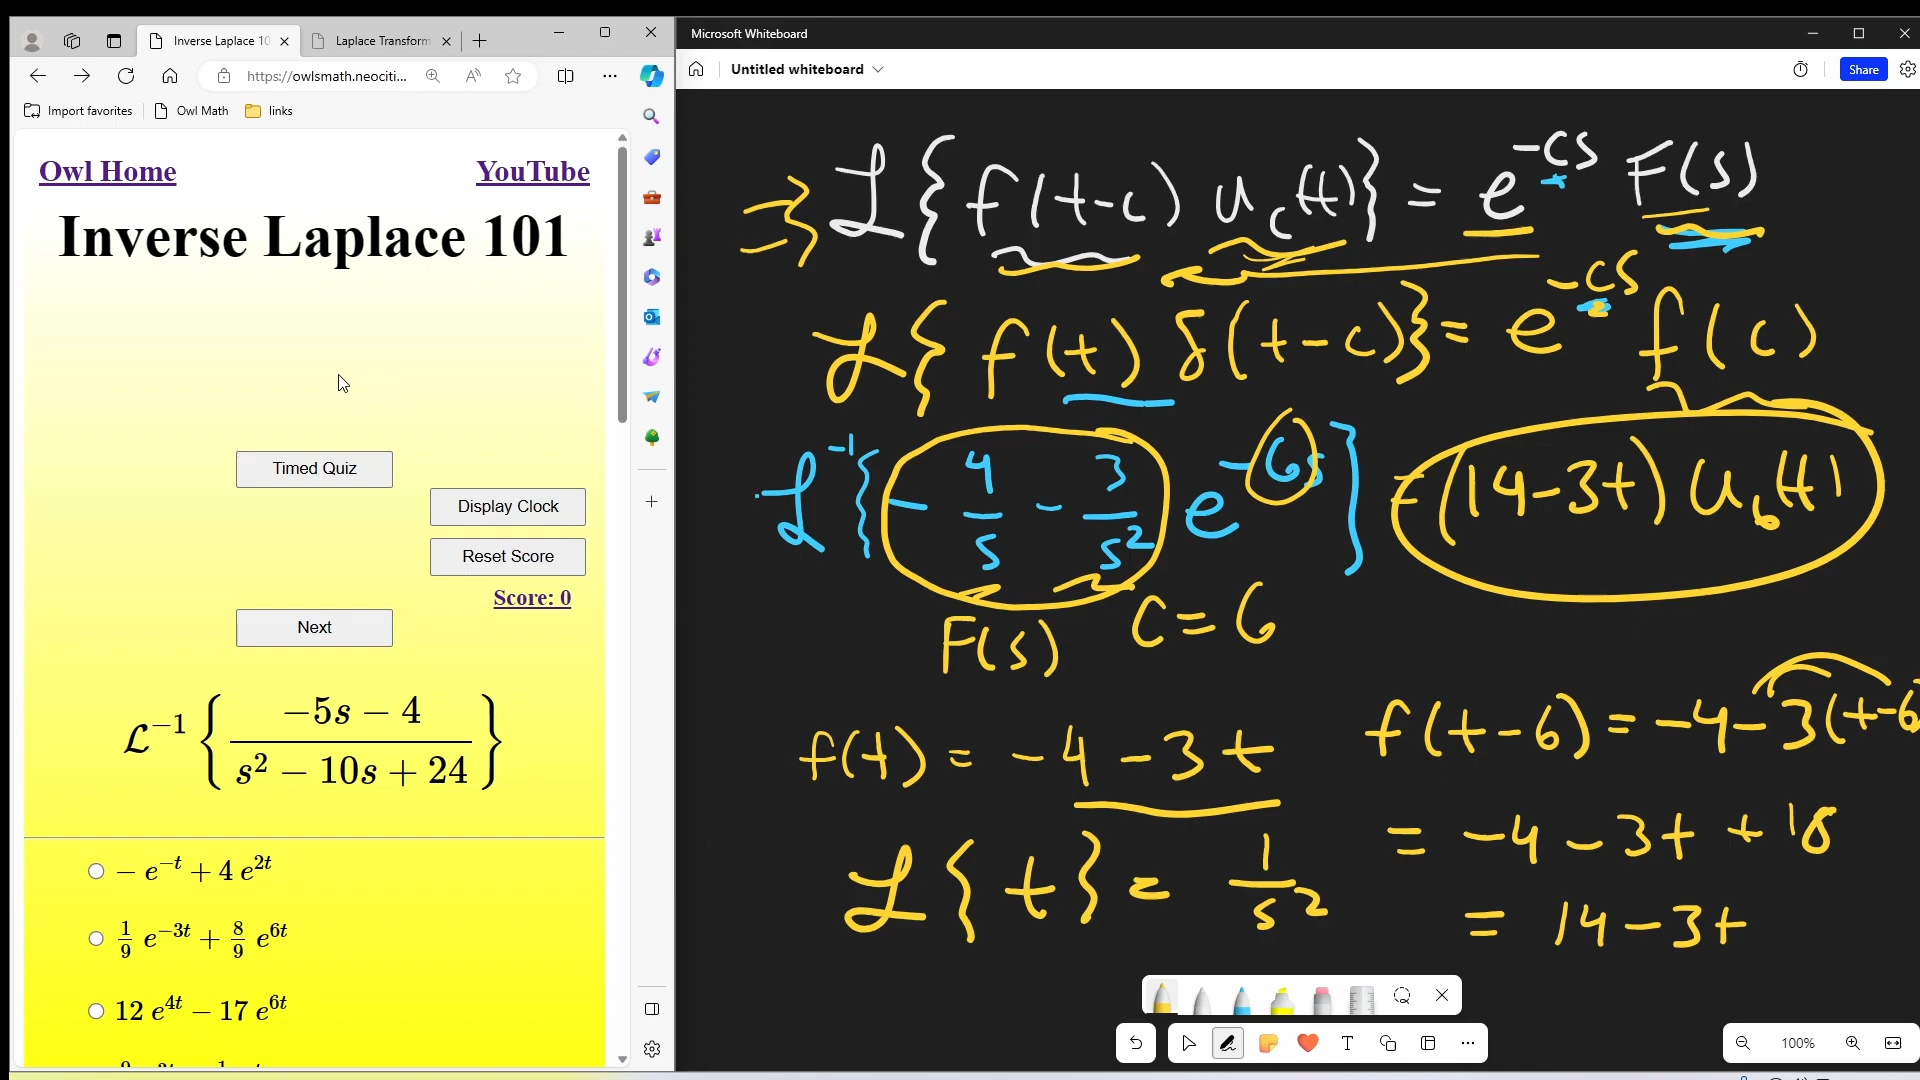 Inverse Laplace 10
Laplace Transform
https://owlsmath.neociti...
Import favorites
Owl Math
links
Owl Home
YouTube
Inverse Laplace 101
Timed Quiz
Display Clock
Reset Score
Score: 0
Next
ℒ⁻¹ { (−5s − 4) / (s² − 10s + 24) }
− e^{−t} + 4 e^{2t}
1/9 e^{−3t} + 8/9 e^{6t}
12 e^{4t} − 17 e^{6t}
Microsoft Whiteboard
Untitled whiteboard
Share
⇒ ℒ{ f(t-c) u_c(t) } = e^{-cs} F(s)
ℒ{ f(t) δ(t-c) } = e^{-cs} f(c)
ℒ⁻¹{ - 4/s - 3/s² e^{-6s} } = (14-3t) u_6(t)
F(s) c = 6
f(t) = -4 - 3t
ℒ{ t } = 1/s²
f(t-6) = -4-3(t-6
= -4 - 3t + 18
= 14 - 3t
100%